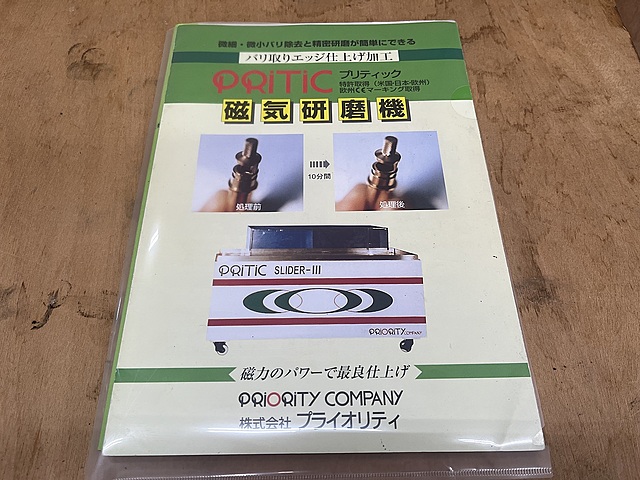 微細・微小バリ除去と精密研磨が簡単にできる
バリ取りエッジ仕上げ加工
PRiTiC プリティック
特許取得(米国・日本・欧州)
欧州CEマーキング取得
磁気研磨機
10分間
処理前
処理後
PRiTiC SLIDER-III
PRiORiTY COMPANY
磁力のパワーで最良仕上げ
PRiORiTY COMPANY
株式会社 プライオリティ